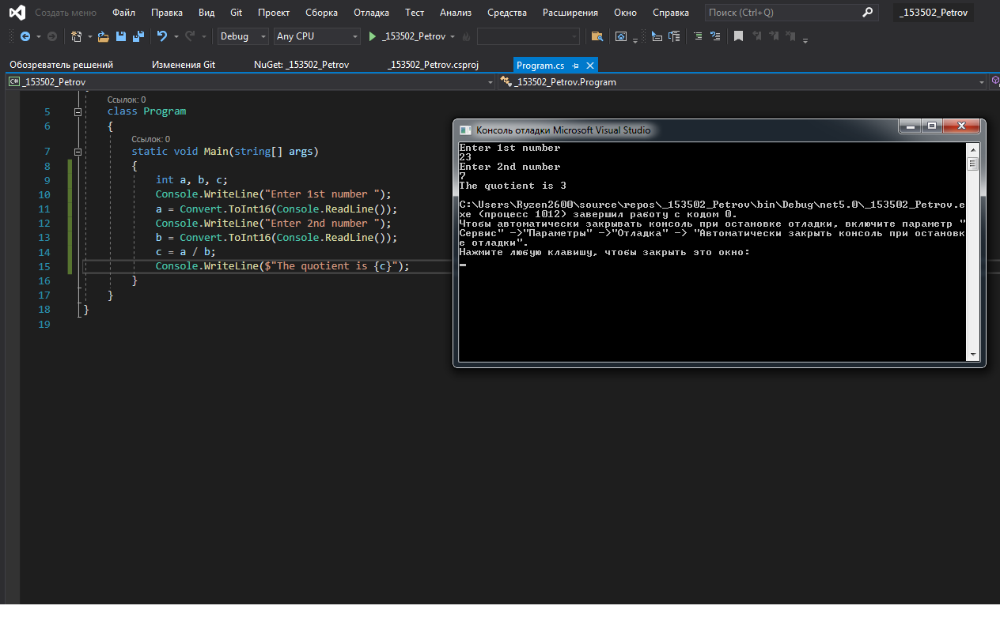 Создать меню Файл Правка Вид Git Проект Сборка Отладка Тест Анализ Средства Расширения Окно Справка Поиск (Ctrl+Q) _153502_Petrov
Debug Any CPU _153502_Petrov
Обозреватель решений Изменения Git NuGet: _153502_Petrov _153502_Petrov.csproj Program.cs
C# _153502_Petrov _153502_Petrov.Program
Ссылок: 0
5 class Program
6 {
Ссылок: 0
7 static void Main(string[] args)
8 {
9 int a, b, c;
10 Console.WriteLine("Enter 1st number ");
11 a = Convert.ToInt16(Console.ReadLine());
12 Console.WriteLine("Enter 2nd number ");
13 b = Convert.ToInt16(Console.ReadLine());
14 c = a / b;
15 Console.WriteLine($"The quotient is {c}");
16 }
17 }
18 }
19
Консоль отладки Microsoft Visual Studio
Enter 1st number
23
Enter 2nd number
7
The quotient is 3
C:\Users\Ryzen2600\source\repos\_153502_Petrov\bin\Debug\net5.0\_153502_Petrov.e
xe (процесс 1012) завершил работу с кодом 0.
Чтобы автоматически закрывать консоль при остановке отладки, включите параметр "
Сервис" ->"Параметры" ->"Отладка" -> "Автоматически закрыть консоль при остановк
е отладки".
Нажмите любую клавишу, чтобы закрыть это окно: